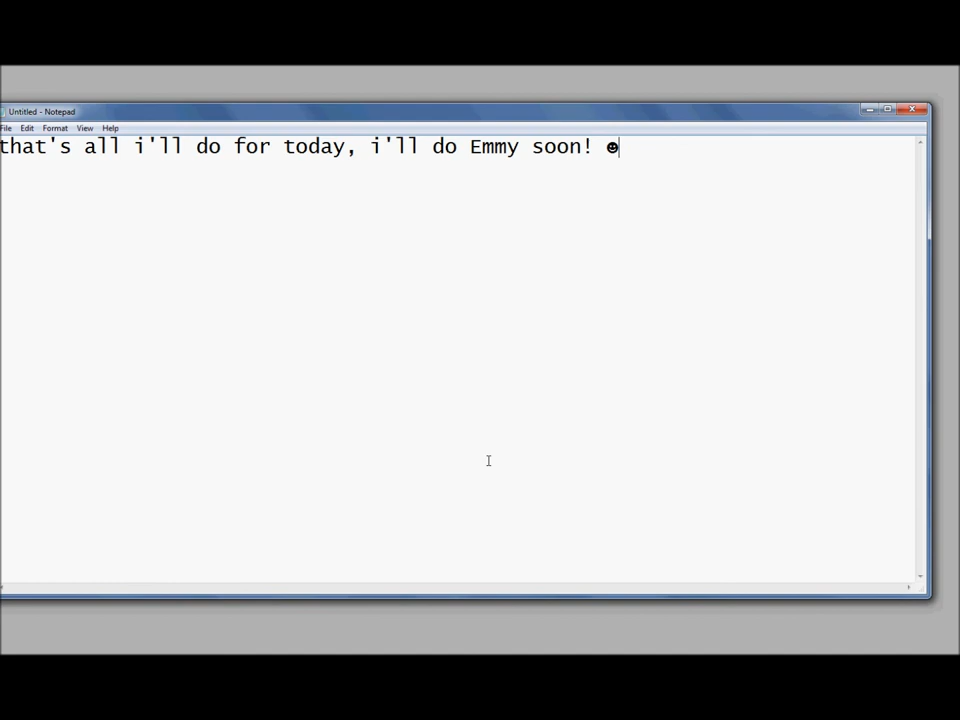 Untitled - Notepad
File Edit Format View Help
that's all i'll do for today, i'll do Emmy soon! ☻